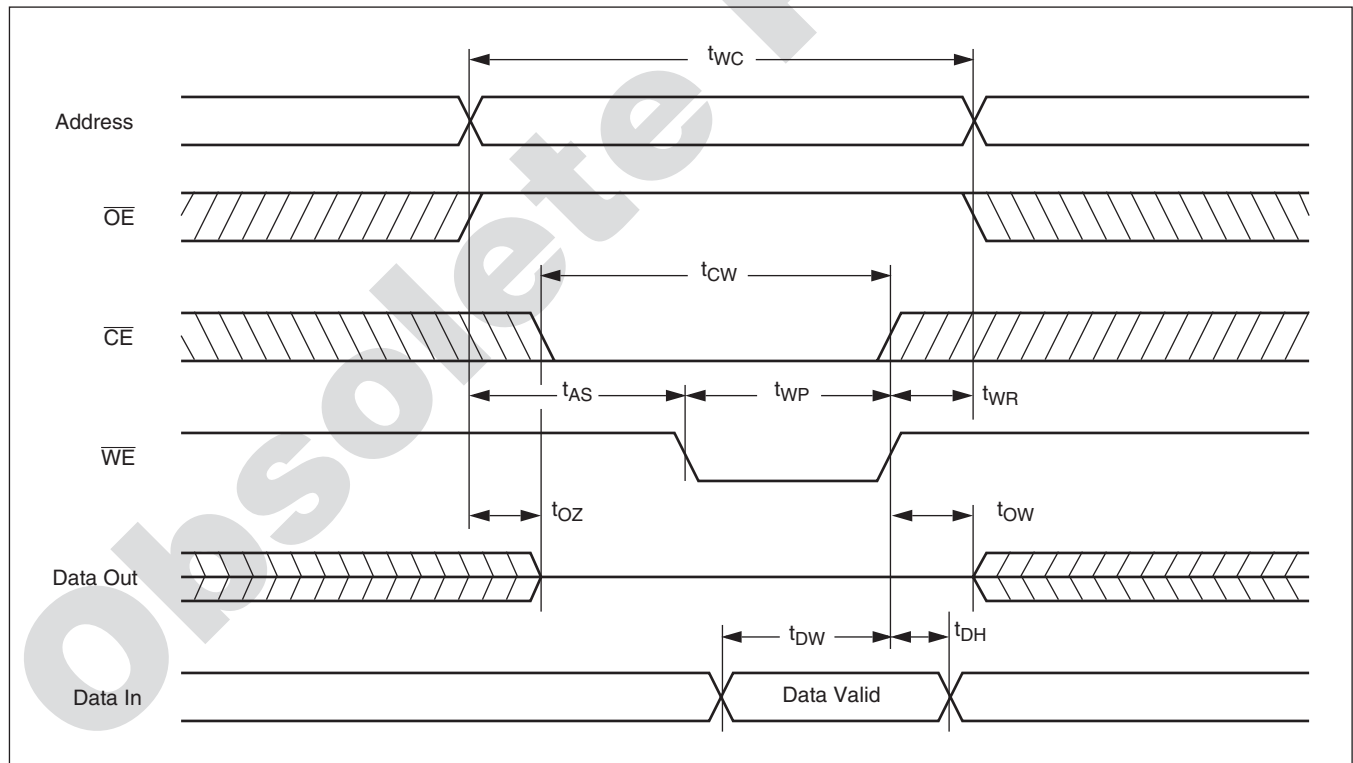 tWC
Address
OE
tCW
CE
tAS
tWP
tWR
WE
tOZ
tOW
Data Out
tDW
tDH
Data In
Data Valid
Obsolete P